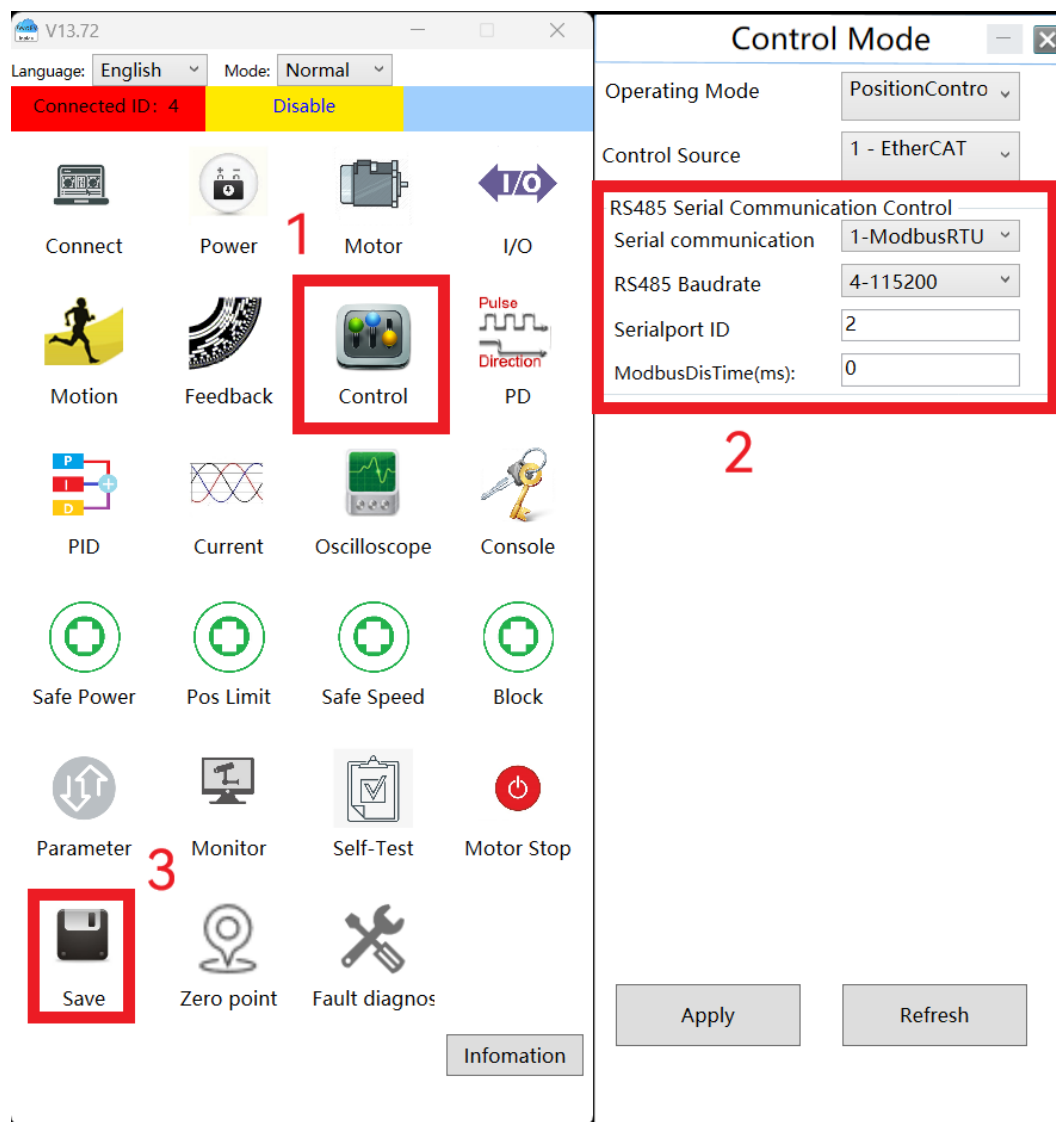 V13.72
Language: English Mode: Normal
Connected ID: 4 Disable
Connect Power 1 Motor I/O
I/O
Pulse
Direction
Motion Feedback Control PD
P
I
D
PID Current Oscilloscope Console
Safe Power Pos Limit Safe Speed Block
Parameter Monitor Self-Test Motor Stop
3
Save Zero point Fault diagnos
Infomation
Control Mode
Operating Mode PositionContro
Control Source 1 - EtherCAT
RS485 Serial Communication Control
Serial communication 1-ModbusRTU
RS485 Baudrate 4-115200
Serialport ID 2
ModbusDisTime(ms): 0
2
Apply Refresh